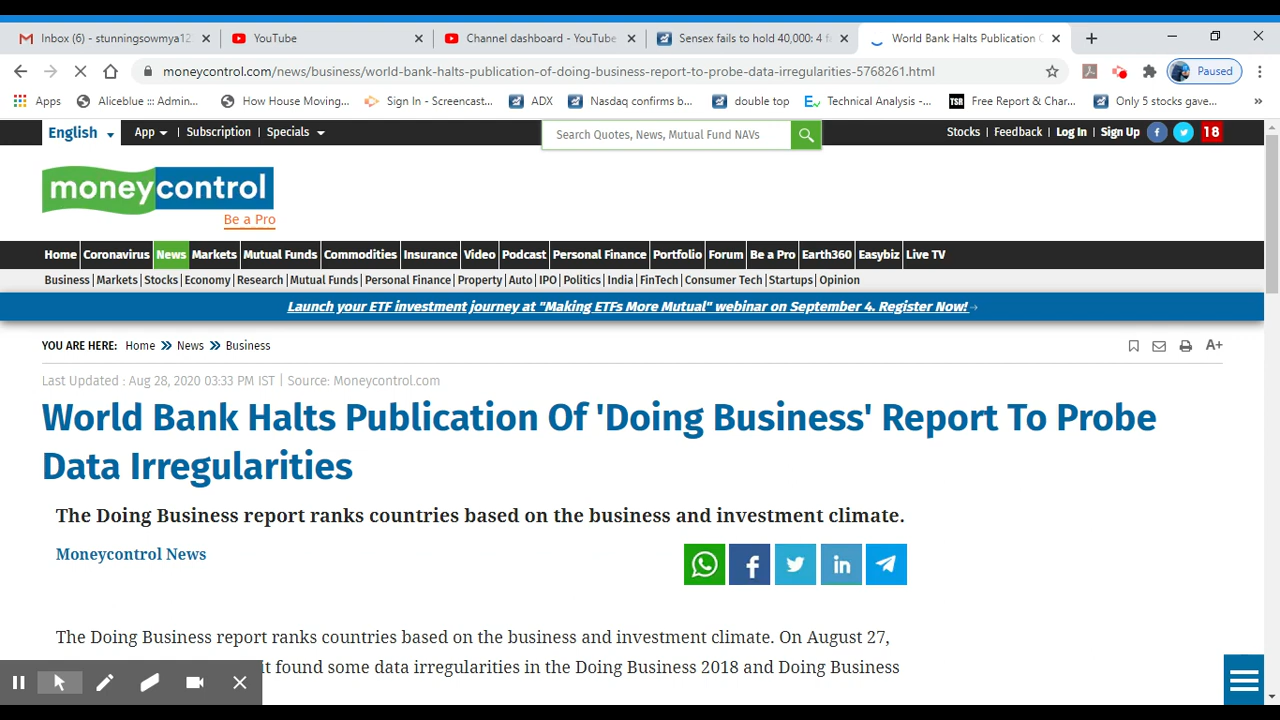 Inbox (6) - stunningsowmya12
YouTube
Channel dashboard - YouTube
Sensex fails to hold 40,000: 4 f
World Bank Halts Publication O
moneycontrol.com/news/business/world-bank-halts-publication-of-doing-business-report-to-probe-data-irregularities-5768261.html
Paused
Apps
Aliceblue ::: Admin...
How House Moving...
Sign In - Screencast...
ADX
Nasdaq confirms b...
double top
Technical Analysis -...
TSR
Free Report & Char...
Only 5 stocks gave...
»
English
App
Subscription
Specials
Search Quotes, News, Mutual Fund NAVs
Stocks | Feedback | Log In | Sign Up
18
moneycontrol
Be a Pro
Home Coronavirus News Markets Mutual Funds Commodities Insurance Video Podcast Personal Finance Portfolio Forum Be a Pro Earth360 Easybiz Live TV
Business Markets Stocks Economy Research Mutual Funds Personal Finance Property Auto IPO Politics India FinTech Consumer Tech Startups Opinion
Launch your ETF investment journey at "Making ETFs More Mutual" webinar on September 4. Register Now!→
YOU ARE HERE: Home » News » Business
A+
Last Updated : Aug 28, 2020 03:33 PM IST | Source: Moneycontrol.com
World Bank Halts Publication Of 'Doing Business' Report To Probe
Data Irregularities
The Doing Business report ranks countries based on the business and investment climate.
Moneycontrol News
The Doing Business report ranks countries based on the business and investment climate. On August 27,
it found some data irregularities in the Doing Business 2018 and Doing Business